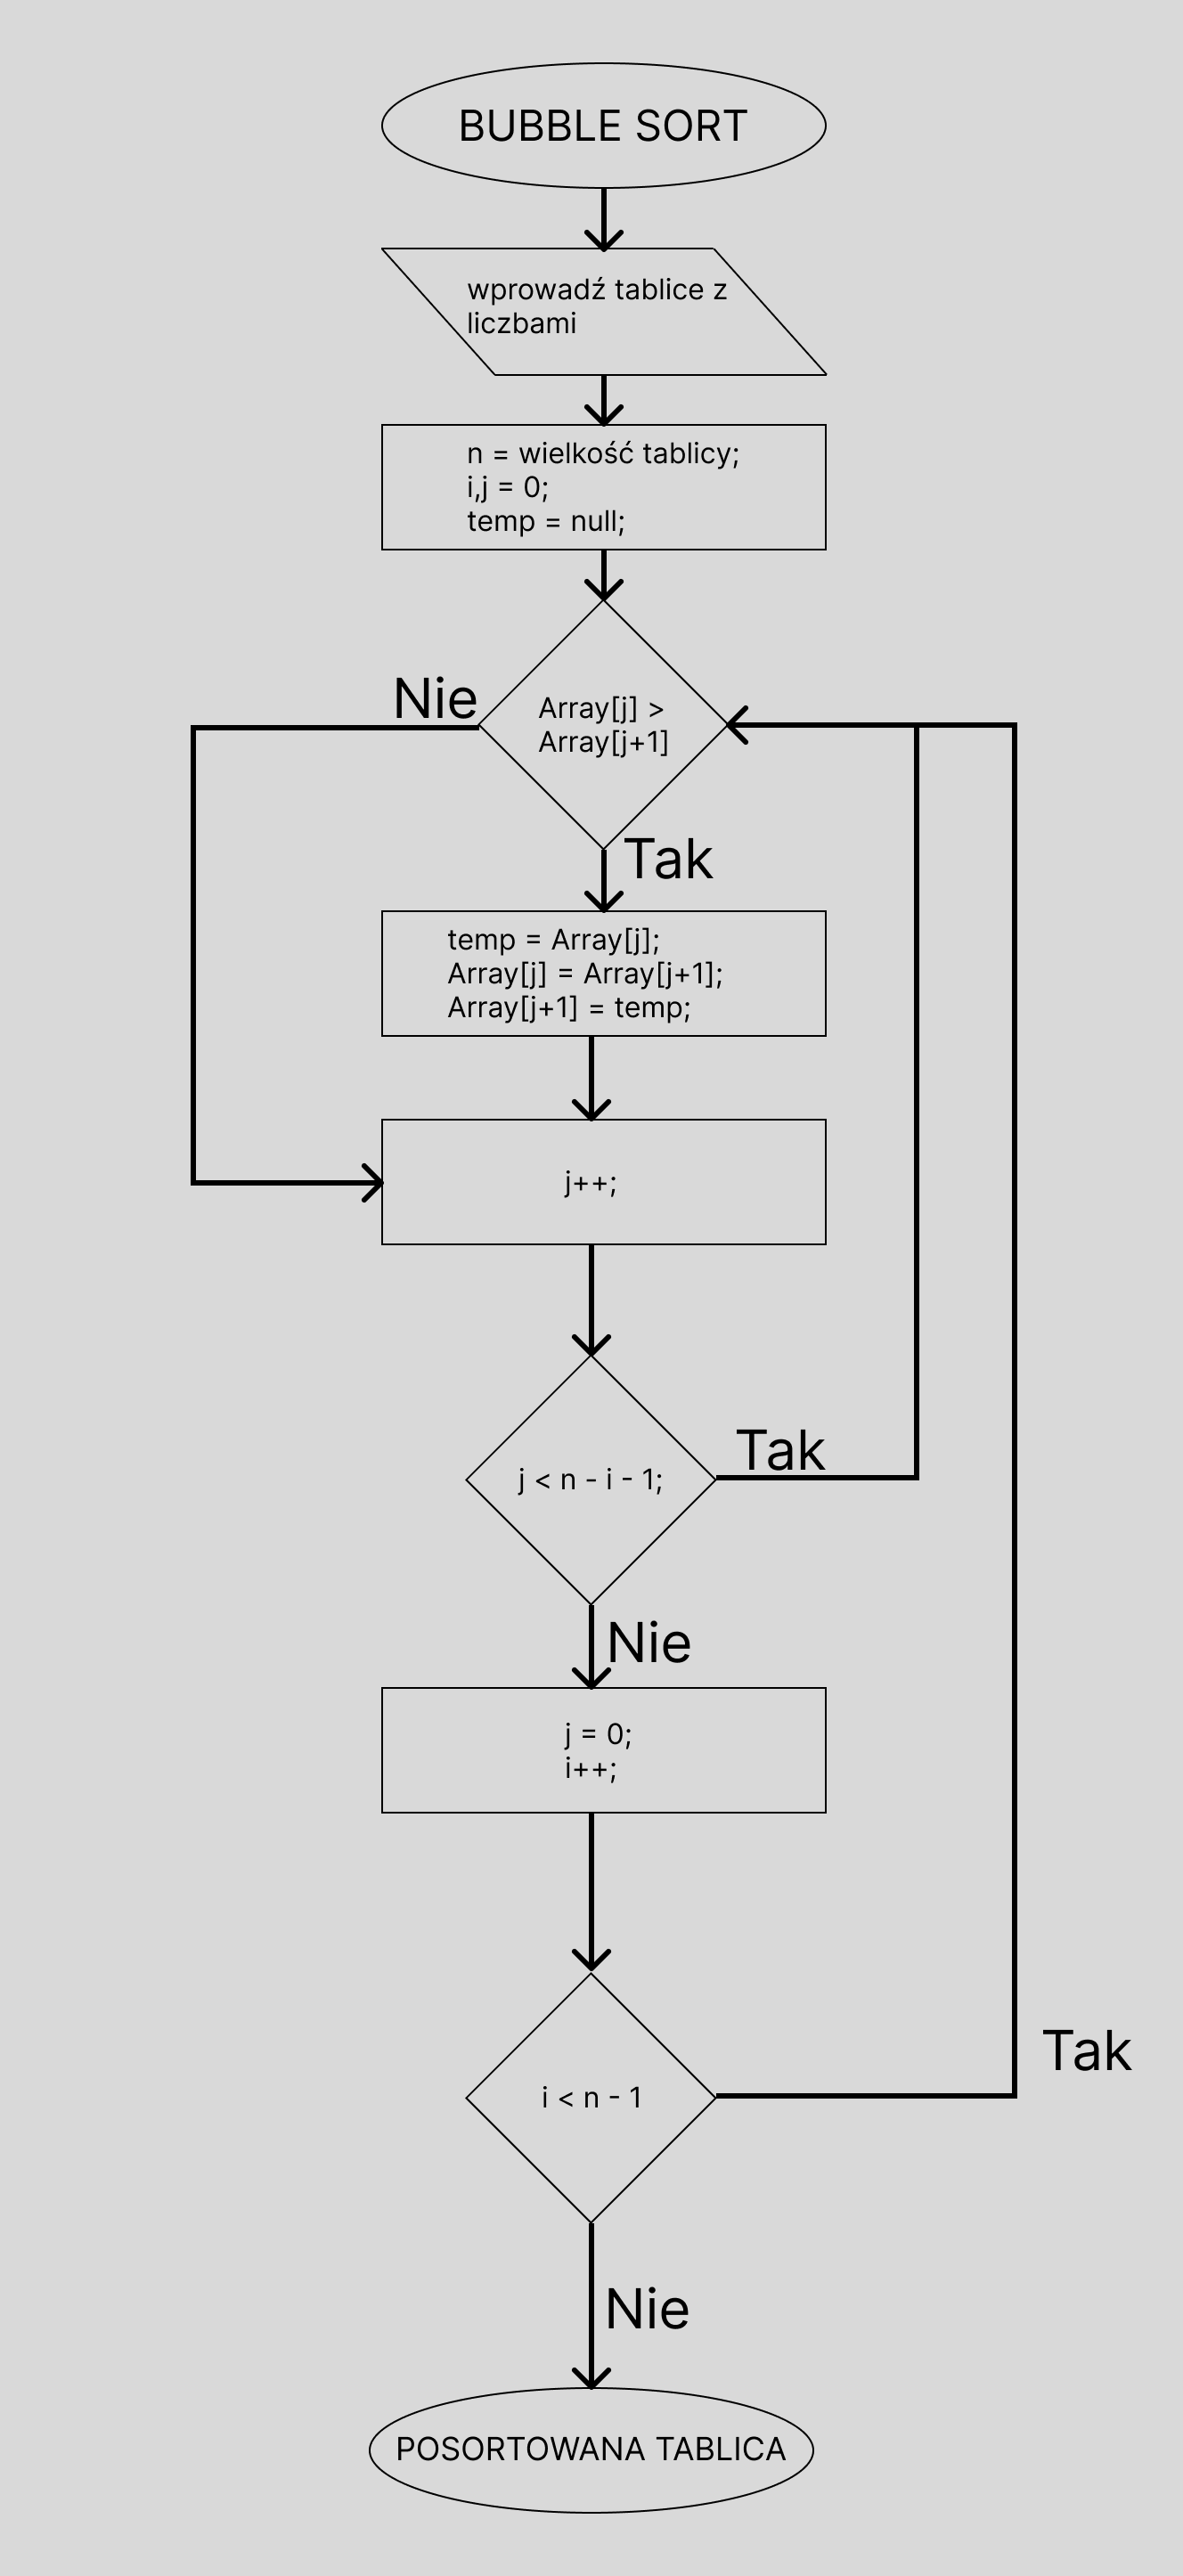 BUBBLE SORT
wprowadź tablice z
liczbami
n = wielkość tablicy;
i,j = 0;
temp = null;
Nie
Array[j] >
Array[j+1]
Tak
temp = Array[j];
Array[j] = Array[j+1];
Array[j+1] = temp;
j++;
j < n - i - 1;
Tak
Nie
j = 0;
i++;
i < n - 1
Tak
Nie
POSORTOWANA TABLICA